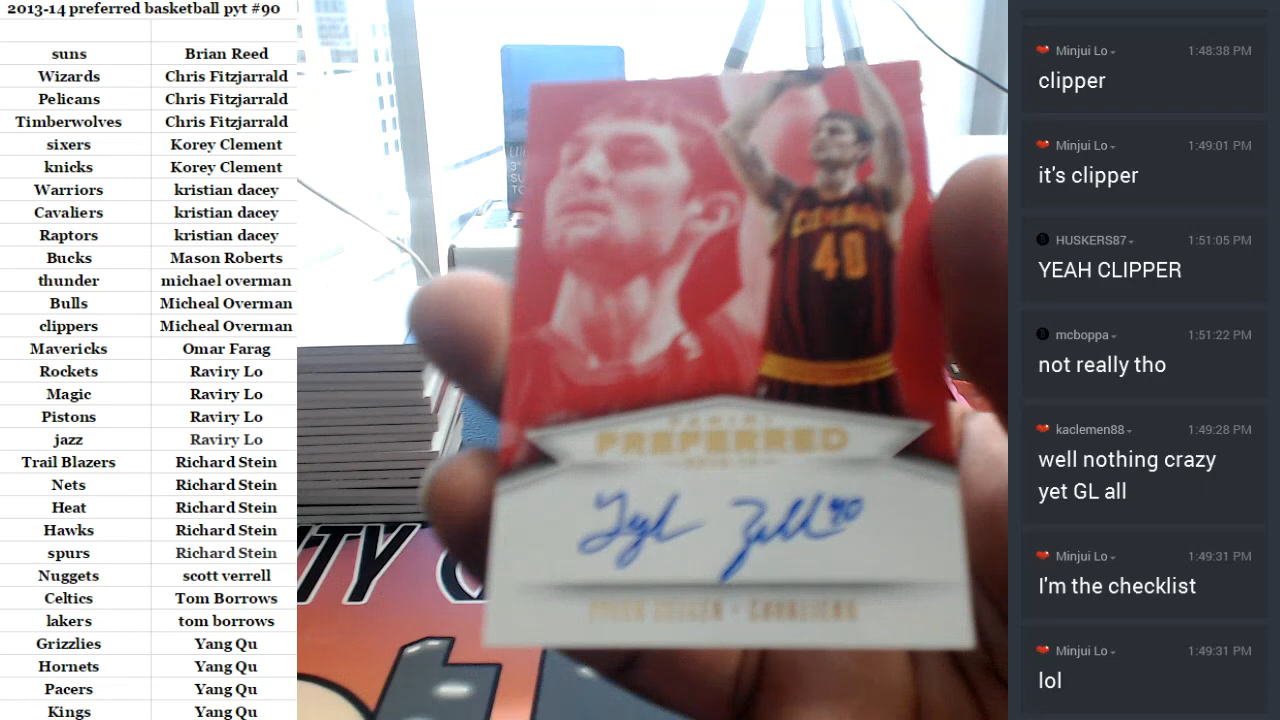 2013-14 preferred basketball pyt #90
suns Brian Reed
Wizards Chris Fitzjarrald
Pelicans Chris Fitzjarrald
Timberwolves Chris Fitzjarrald
sixers Korey Clement
knicks Korey Clement
Warriors kristian dacey
Cavaliers kristian dacey
Raptors kristian dacey
Bucks Mason Roberts
thunder michael overman
Bulls Micheal Overman
clippers Micheal Overman
Mavericks Omar Farag
Rockets Raviry Lo
Magic Raviry Lo
Pistons Raviry Lo
jazz Raviry Lo
Trail Blazers Richard Stein
Nets Richard Stein
Heat Richard Stein
Hawks Richard Stein
spurs Richard Stein
Nuggets scott verrell
Celtics Tom Borrows
lakers tom borrows
Grizzlies Yang Qu
Hornets Yang Qu
Pacers Yang Qu
Kings Yang Qu
40
PANINI
PREFERRED
Tyler Zeller 40
TYLER ZELLER • CAVALIERS
Minjui Lo 1:48:38 PM
clipper
Minjui Lo 1:49:01 PM
it's clipper
HUSKERS87 1:51:05 PM
YEAH CLIPPER
mcboppa 1:51:22 PM
not really tho
kaclemen88 1:49:28 PM
well nothing crazy
yet GL all
Minjui Lo 1:49:31 PM
I'm the checklist
Minjui Lo 1:49:31 PM
lol